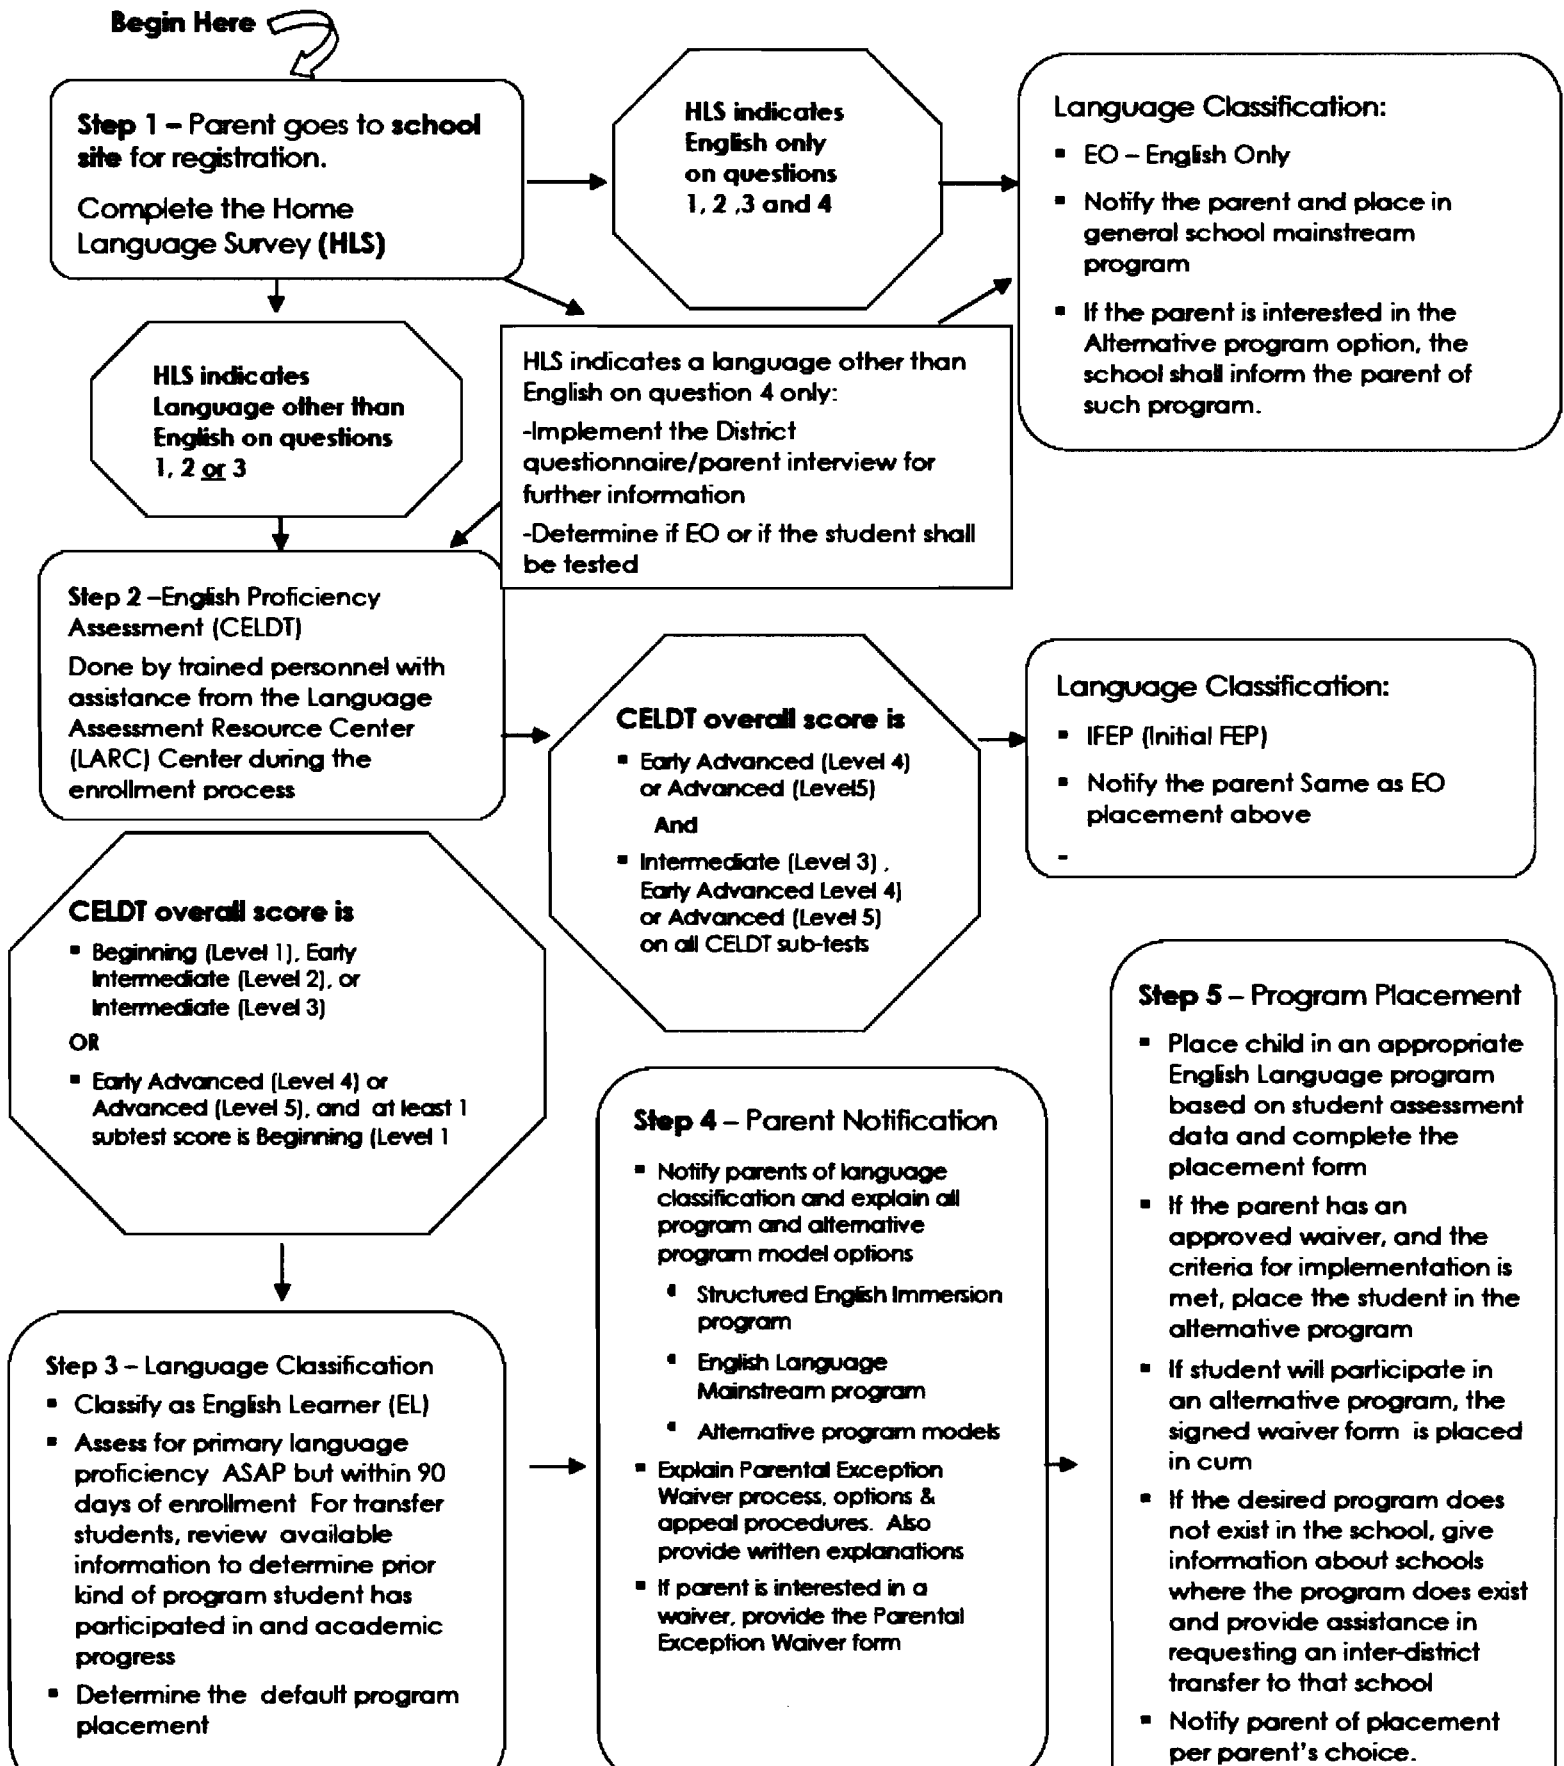 Begin Here
Step 1 – Parent goes to school
site for registration.
Complete the Home
Language Survey (HLS)
HLS indicates
English only
on questions
1, 2 ,3 and 4
Language Classification:
▪ EO – English Only
▪ Notify the parent and place in
general school mainstream
program
▪ If the parent is interested in the
Alternative program option, the
school shall inform the parent of
such program.
HLS indicates
Language other than
English on questions
1, 2 or 3
HLS indicates a language other than
English on question 4 only:
-Implement the District
questionnaire/parent interview for
further information
-Determine if EO or if the student shall
be tested
Step 2 –English Proficiency
Assessment (CELDT)
Done by trained personnel with
assistance from the Language
Assessment Resource Center
(LARC) Center during the
enrollment process
CELDT overall score is
▪ Early Advanced (Level 4)
or Advanced (Level5)
And
▪ Intermediate (Level 3) ,
Early Advanced Level 4)
or Advanced (Level 5)
on all CELDT sub-tests
Language Classification:
▪ IFEP (Initial FEP)
▪ Notify the parent Same as EO
placement above
-
CELDT overall score is
▪ Beginning (Level 1), Early
Intermediate (Level 2), or
Intermediate (Level 3)
OR
▪ Early Advanced (Level 4) or
Advanced (Level 5), and at least 1
subtest score is Beginning (Level 1
Step 3 – Language Classification
▪ Classify as English Learner (EL)
▪ Assess for primary language
proficiency ASAP but within 90
days of enrollment For transfer
students, review available
information to determine prior
kind of program student has
participated in and academic
progress
▪ Determine the default program
placement
Step 4 – Parent Notification
▪ Notify parents of language
classification and explain all
program and alternative
program model options
▪ Structured English Immersion
program
▪ English Language
Mainstream program
▪ Alternative program models
▪ Explain Parental Exception
Waiver process, options &
appeal procedures. Also
provide written explanations
▪ If parent is interested in a
waiver, provide the Parental
Exception Waiver form
Step 5 – Program Placement
▪ Place child in an appropriate
English Language program
based on student assessment
data and complete the
placement form
▪ If the parent has an
approved waiver, and the
criteria for implementation is
met, place the student in the
alternative program
▪ If student will participate in
an alternative program, the
signed waiver form is placed
in cum
▪ If the desired program does
not exist in the school, give
information about schools
where the program does exist
and provide assistance in
requesting an inter-district
transfer to that school
▪ Notify parent of placement
per parent's choice.